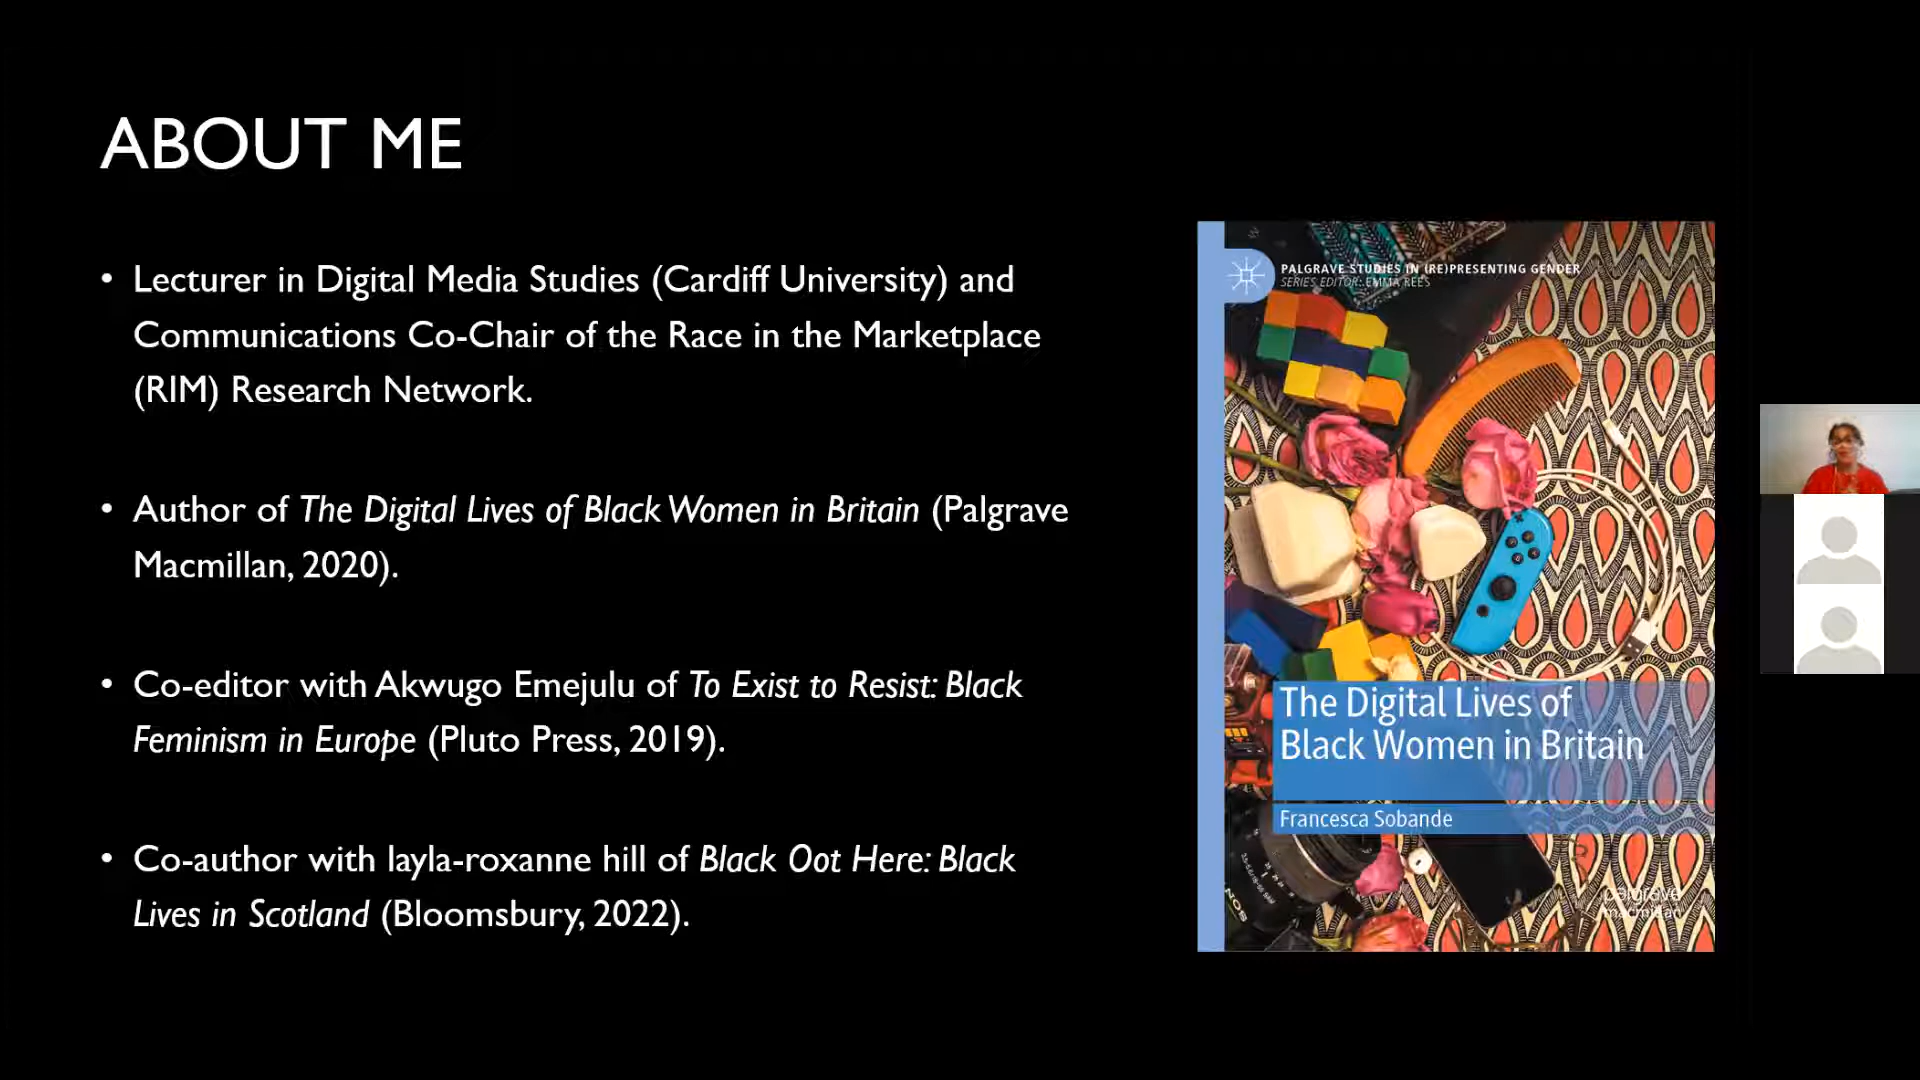 ABOUT ME
• Lecturer in Digital Media Studies (Cardiff University) and
Communications Co-Chair of the Race in the Marketplace
(RIM) Research Network.
• Author of The Digital Lives of Black Women in Britain (Palgrave
Macmillan, 2020).
• Co-editor with Akwugo Emejulu of To Exist to Resist: Black
Feminism in Europe (Pluto Press, 2019).
• Co-author with layla-roxanne hill of Black Oot Here: Black
Lives in Scotland (Bloomsbury, 2022).
PALGRAVE STUDIES IN (RE)PRESENTING GENDER
SERIES EDITOR: EMMA REES
The Digital Lives of
Black Women in Britain
Francesca Sobande
SONY
palgrave
macmillan